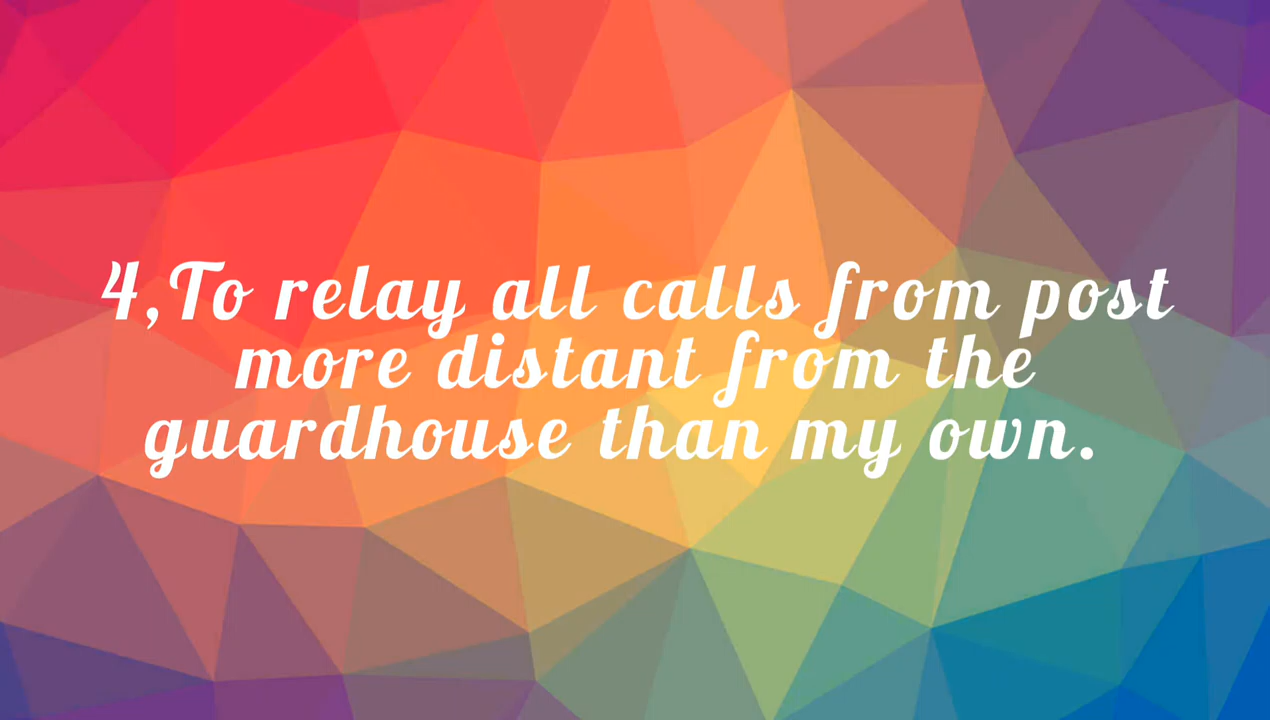 4,To relay all calls from post
more distant from the
guardhouse than my own.